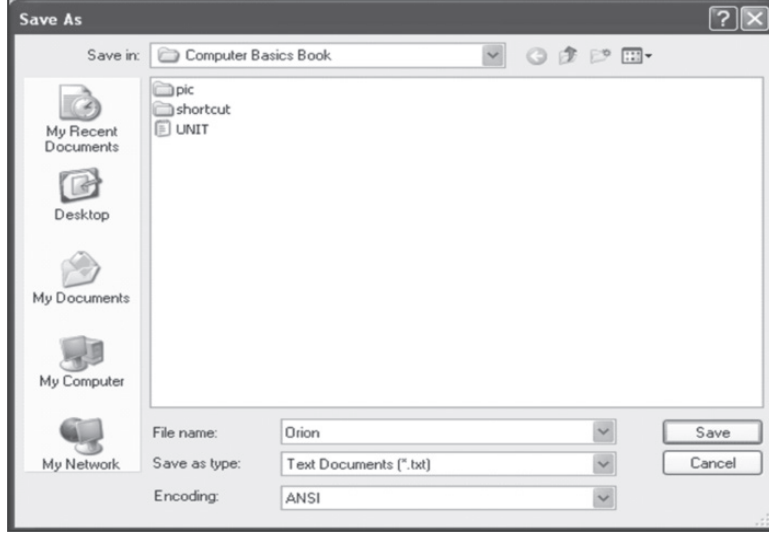 Save As
Save in: Computer Basics Book
pic
shortcut
UNIT
My Recent
Documents
Desktop
My Documents
My Computer
My Network
File name: Orion Save
Save as type: Text Documents (*.txt) Cancel
Encoding: ANSI